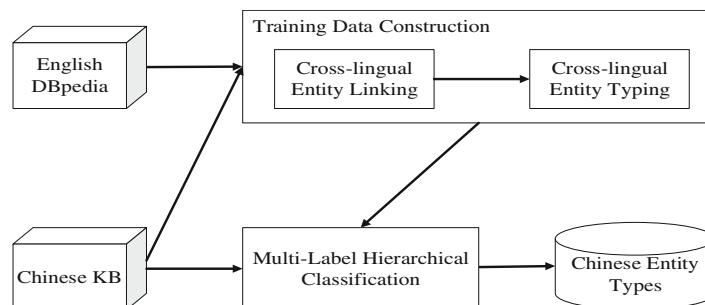 Training Data Construction
English
DBpedia
Cross-lingual
Entity Linking
Cross-lingual
Entity Typing
Chinese KB
Multi-Label Hierarchical
Classification
Chinese Entity
Types